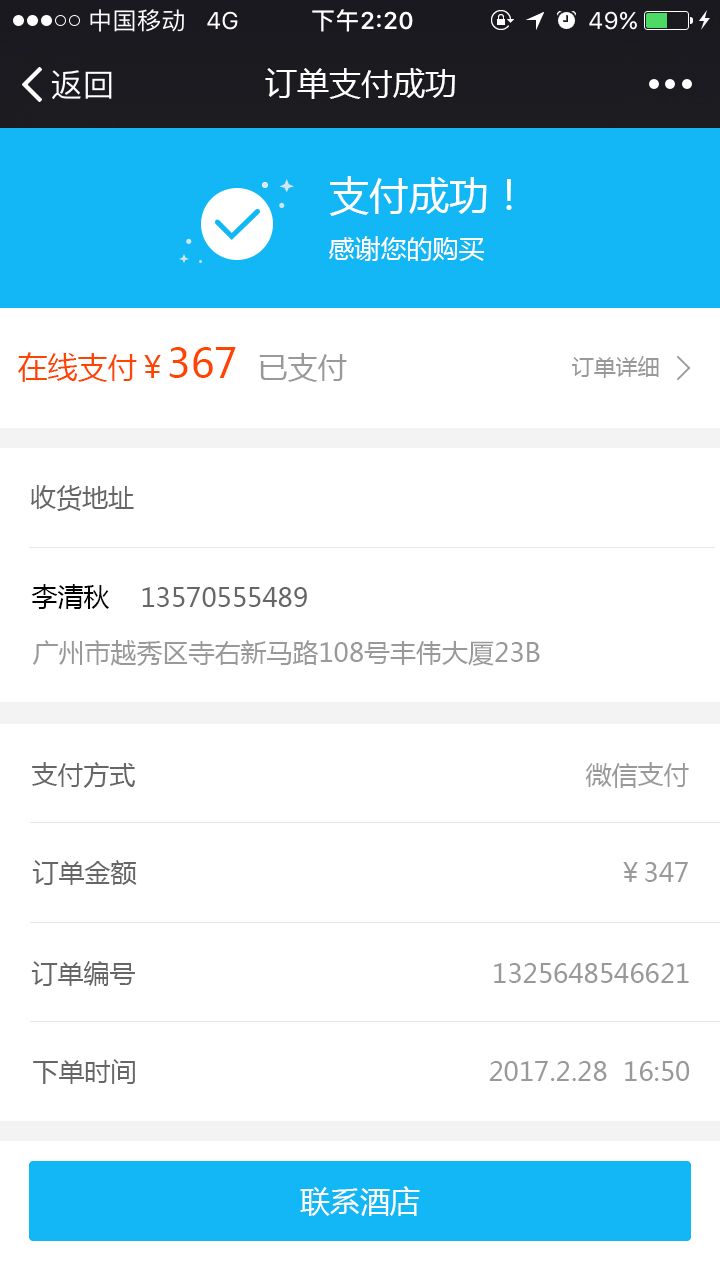 中国移动 4G 下午2:20 49%
返回 订单支付成功
支付成功！
感谢您的购买
在线支付￥367 已支付 订单详细
收货地址
李清秋 13570555489
广州市越秀区寺右新马路108号丰伟大厦23B
支付方式 微信支付
订单金额 ￥347
订单编号 1325648546621
下单时间 2017.2.28 16:50
联系酒店